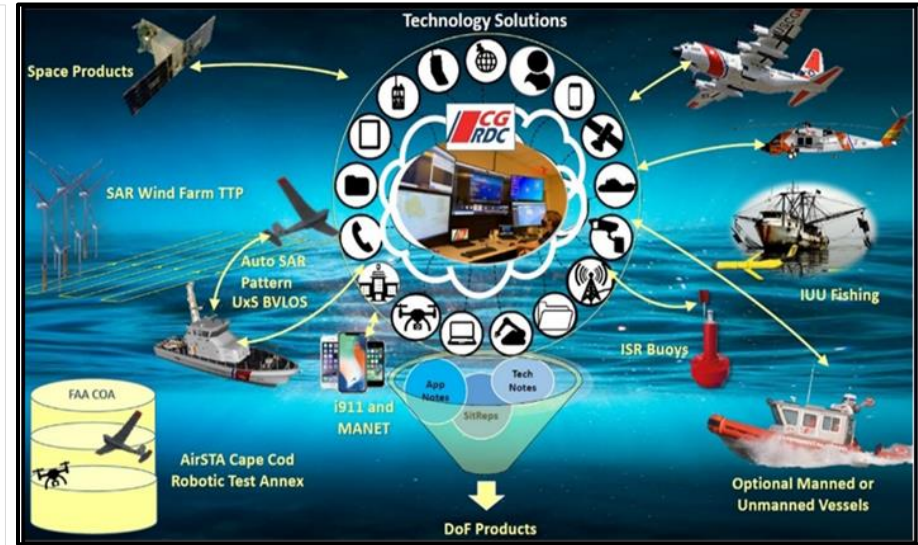 Technology Solutions
Space Products
CG
RDC
SAR Wind Farm TTP
Auto SAR
Pattern
UxS BVLOS
IUU Fishing
ISR Buoys
i911 and
MANET
App
Notes
Tech
Notes
SitReps
FAA COA
AirSTA Cape Cod
Robotic Test Annex
Optional Manned or
Unmanned Vessels
DoF Products